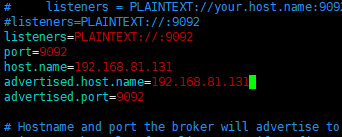 #     listeners = PLAINTEXT://your.host.name:9092
#listeners=PLAINTEXT://:9092
listeners=PLAINTEXT://:9092
port=9092
host.name=192.168.81.131
advertised.host.name=192.168.81.131
advertised.port=9092
# Hostname and port the broker will advertise to